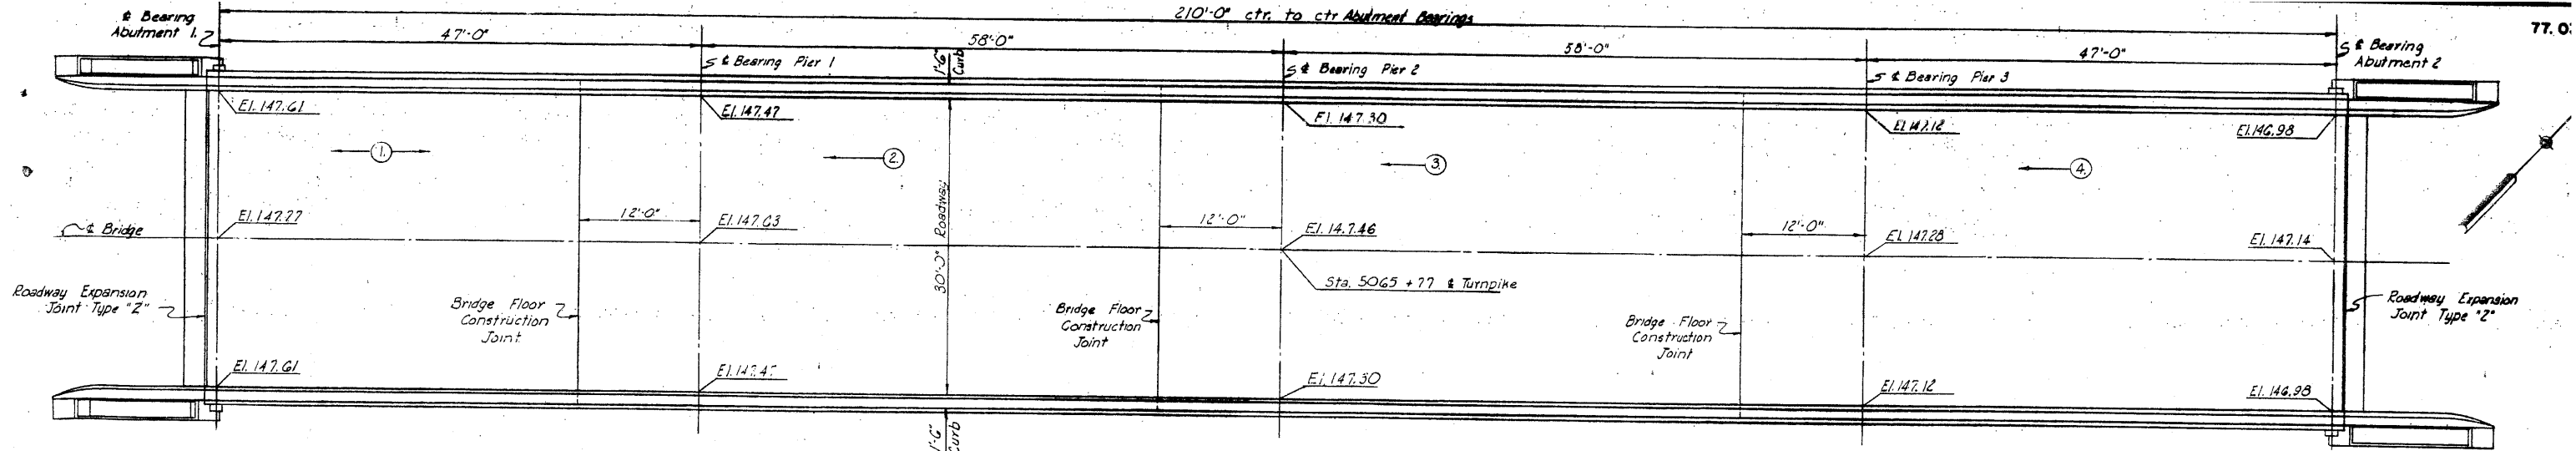 210'-0" ctr. to ctr Abutment Bearings
77.0
℄ Bearing
Abutment 1.
47'-0"
58'-0"
58'-0"
47'-0"
℄ Bearing
Abutment 2
1'-6"
Curb
℄ Bearing Pier 1
℄ Bearing Pier 2
℄ Bearing Pier 3
El. 147.61
El. 147.47
El. 147.30
El. 147.12
El. 146.98
1.
2.
3.
4.
El. 147.77
12'-0"
El. 147.63
12'-0"
El. 147.46
12'-0"
El. 147.28
El. 147.14
℄ Bridge
30'-0" Roadway
Sta. 5065 + 77 ℄ Turnpike
Roadway Expansion
Joint Type "2"
Bridge Floor
Construction
Joint
Bridge Floor
Construction
Joint
Bridge Floor
Construction
Joint
Roadway Expansion
Joint Type "2"
El. 147.61
El. 147.47
El. 147.30
El. 147.12
El. 146.98
1'-6"
Curb